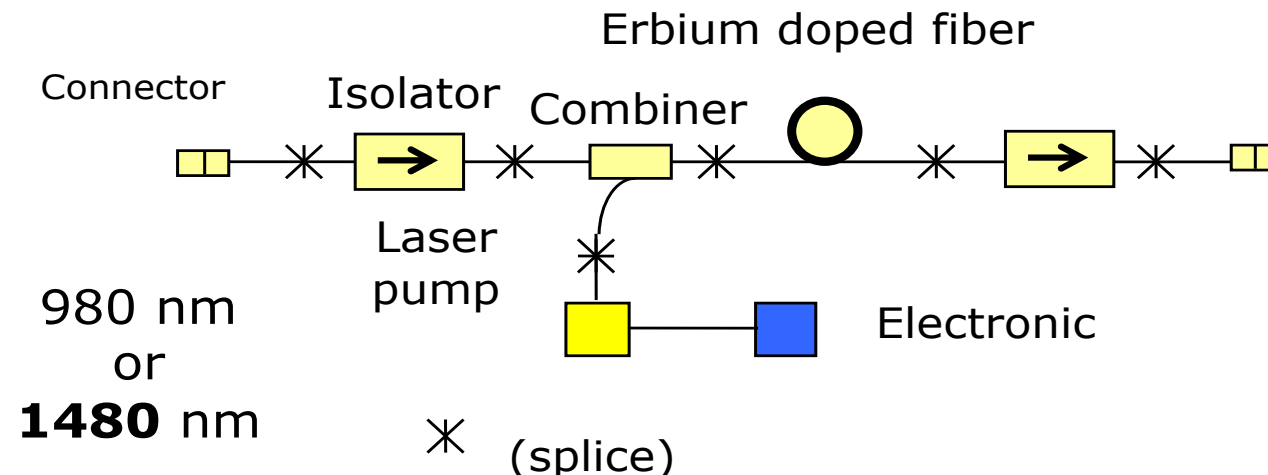 Erbium doped fiber
Connector
Isolator
Combiner
Laser
pump
980 nm
or
1480 nm
Electronic
(splice)